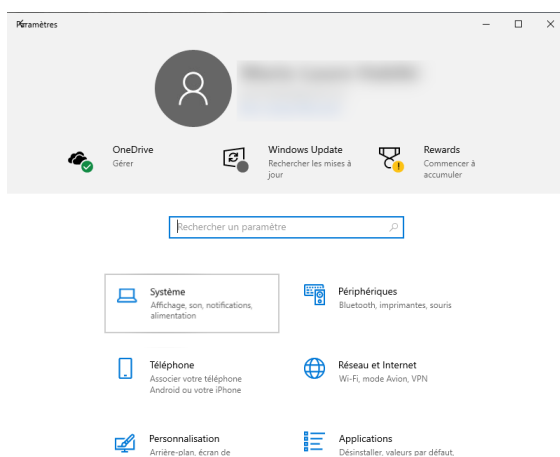 Paramètres
OneDrive
Gérer
Windows Update
Rechercher les mises à
jour
Rewards
Commencer à
accumuler
Rechercher un paramètre
Système
Affichage, son, notifications,
alimentation
Périphériques
Bluetooth, imprimantes, souris
Téléphone
Associer votre téléphone
Android ou votre iPhone
Réseau et Internet
Wi-Fi, mode Avion, VPN
Personnalisation
Arrière-plan, écran de
Applications
Désinstaller, valeurs par défaut,